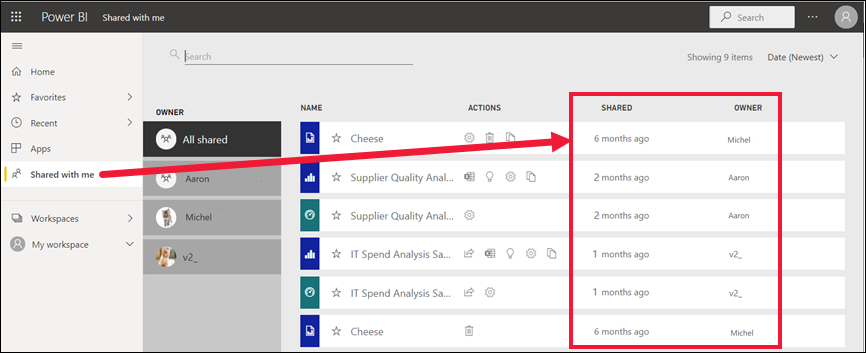 Power BI Shared with me Search ...
Search Showing 9 items Date (Newest)
Home
Favorites
Recent
Apps
Shared with me
Workspaces
My workspace
OWNER
All shared
Aaron
Michel
v2_
NAME ACTIONS SHARED OWNER
Cheese 6 months ago Michel
Supplier Quality Anal... 2 months ago Aaron
Supplier Quality Anal... 2 months ago Aaron
IT Spend Analysis Sa... 1 months ago v2_
IT Spend Analysis Sa... 1 months ago v2_
Cheese 6 months ago Michel